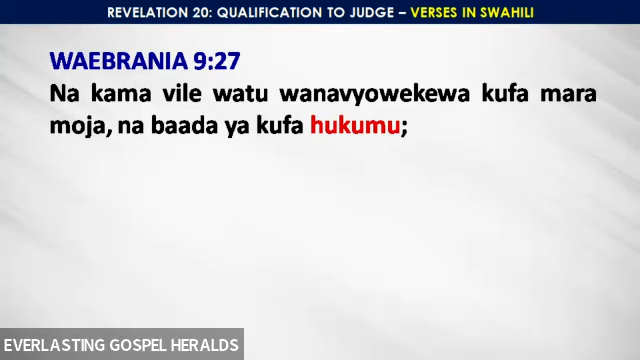 REVELATION 20: QUALIFICATION TO JUDGE – VERSES IN SWAHILI
WAEBRANIA 9:27
Na kama vile watu wanavyowekewa kufa mara
moja, na baada ya kufa hukumu;
EVERLASTING GOSPEL HERALDS